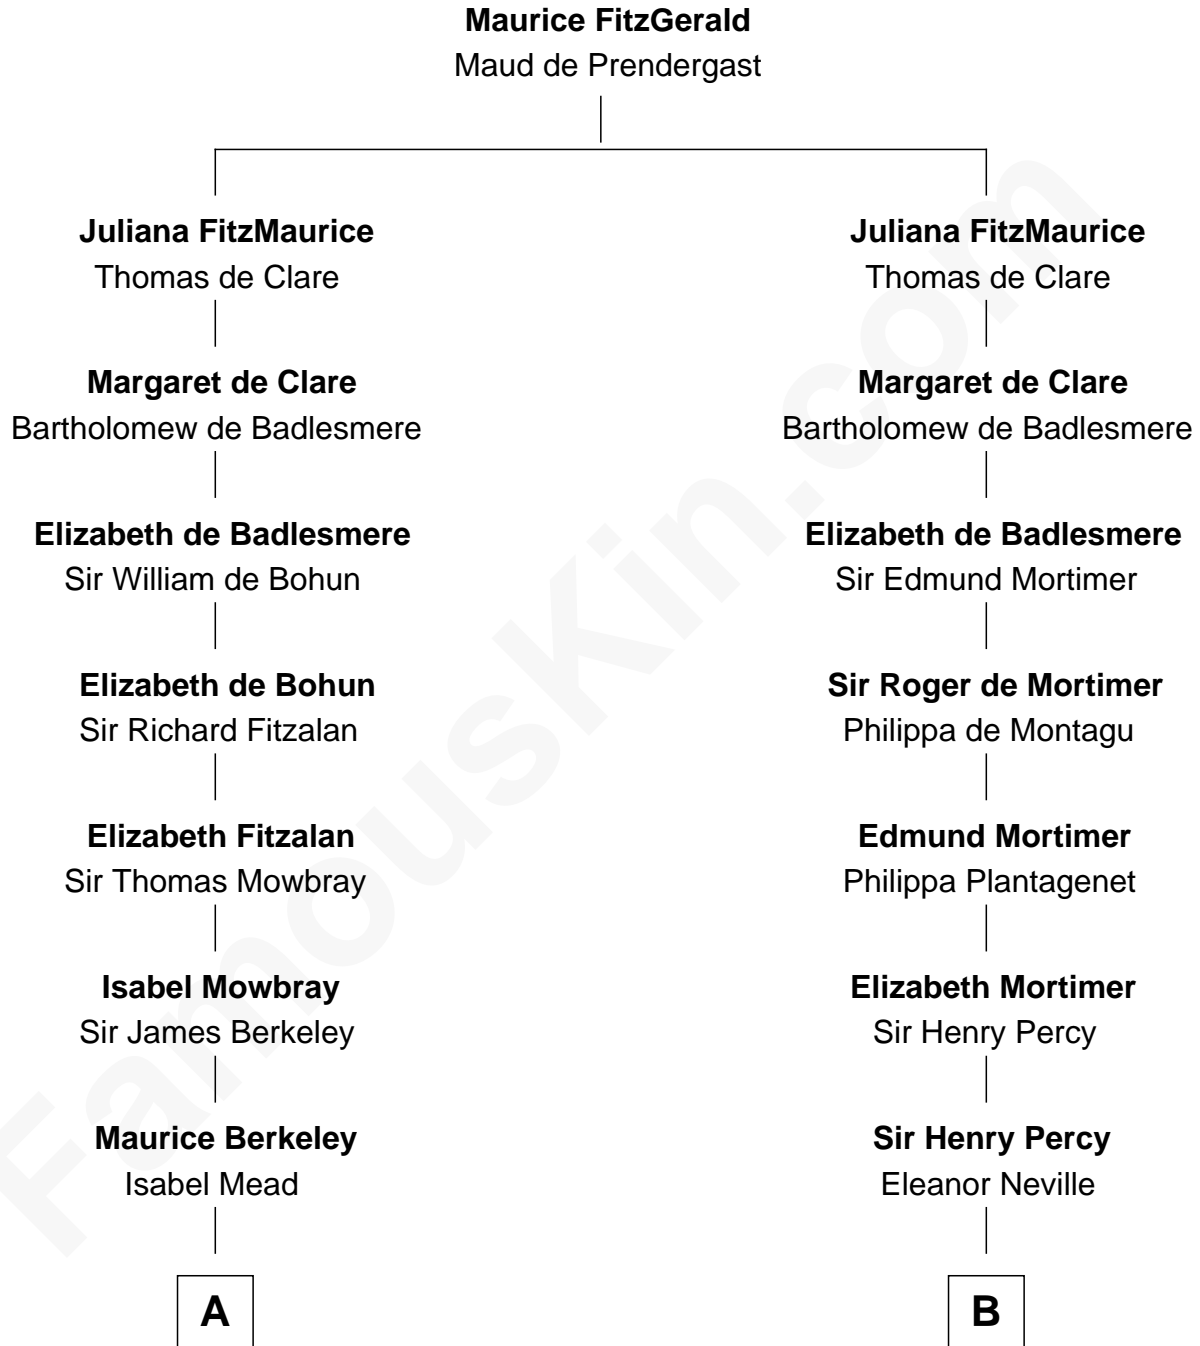 Maurice FitzGerald
Maud de Prendergast
Juliana FitzMaurice
Thomas de Clare
Margaret de Clare
Bartholomew de Badlesmere
Elizabeth de Badlesmere
Sir William de Bohun
Elizabeth de Bohun
Sir Richard Fitzalan
Elizabeth Fitzalan
Sir Thomas Mowbray
Isabel Mowbray
Sir James Berkeley
Maurice Berkeley
Isabel Mead
A
Juliana FitzMaurice
Thomas de Clare
Margaret de Clare
Bartholomew de Badlesmere
Elizabeth de Badlesmere
Sir Edmund Mortimer
Sir Roger de Mortimer
Philippa de Montagu
Edmund Mortimer
Philippa Plantagenet
Elizabeth Mortimer
Sir Henry Percy
Sir Henry Percy
Eleanor Neville
B
FamousKin.com